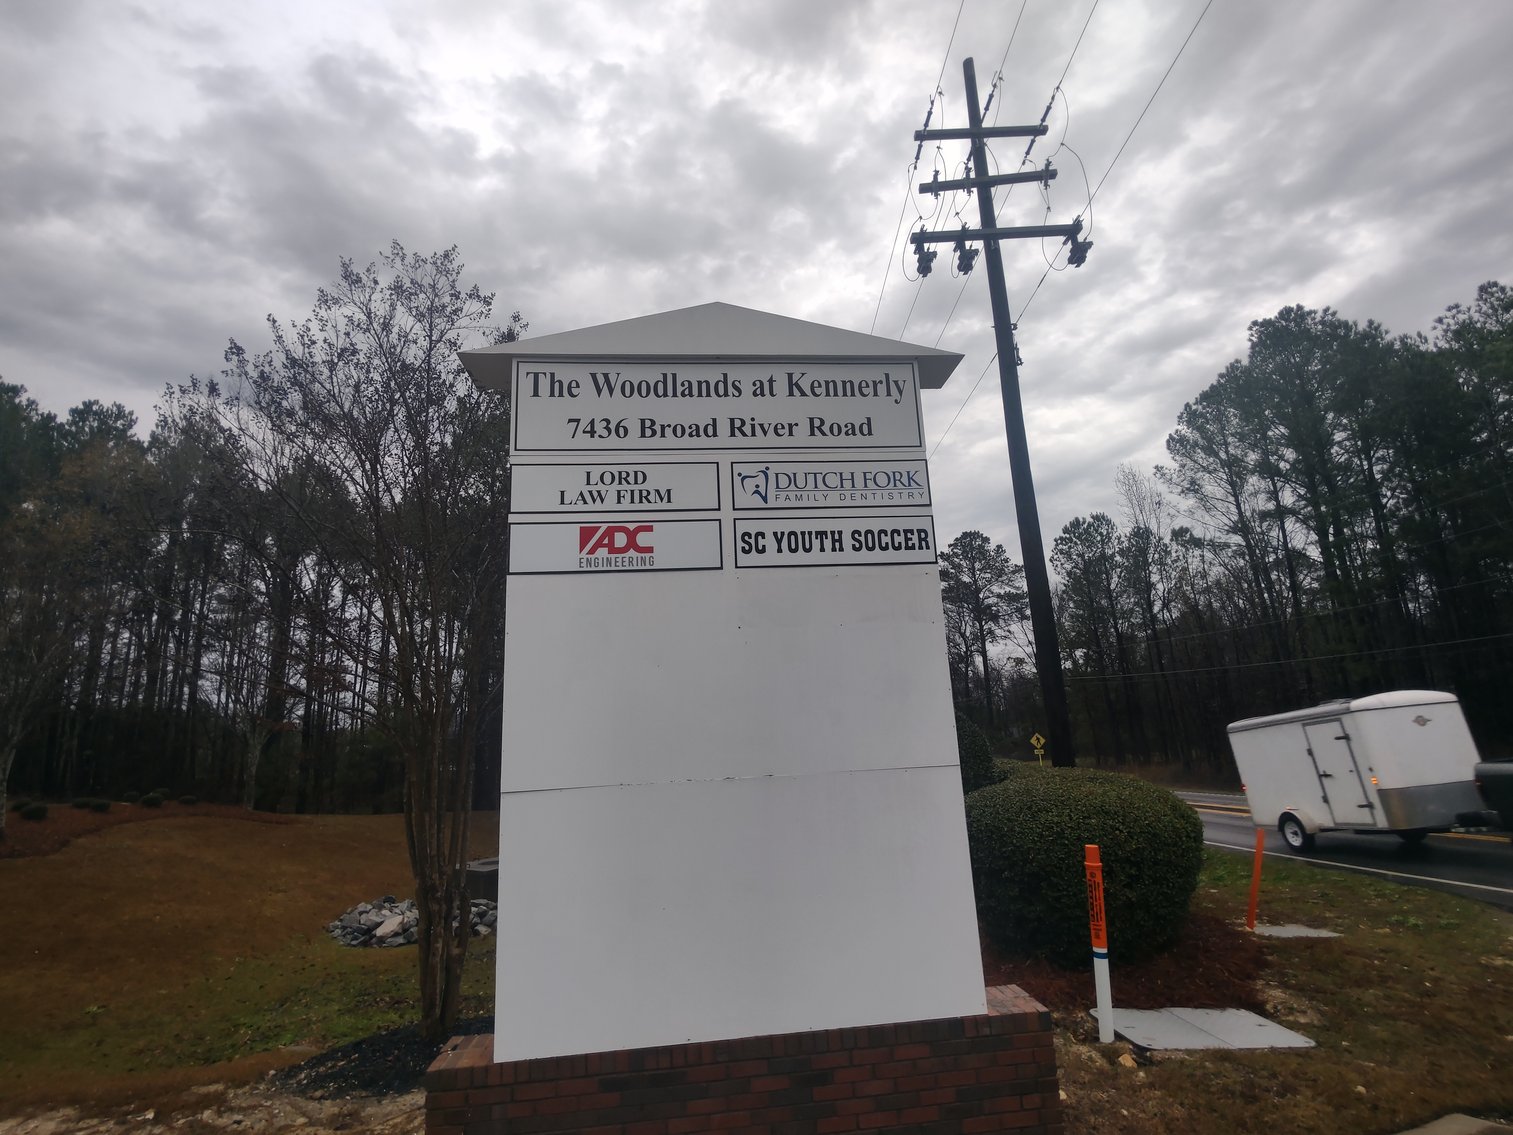 The Woodlands at Kennerly
7436 Broad River Road
LORD
LAW FIRM
DUTCH FORK
FAMILY DENTISTRY
ADC
ENGINEERING
SC YOUTH SOCCER